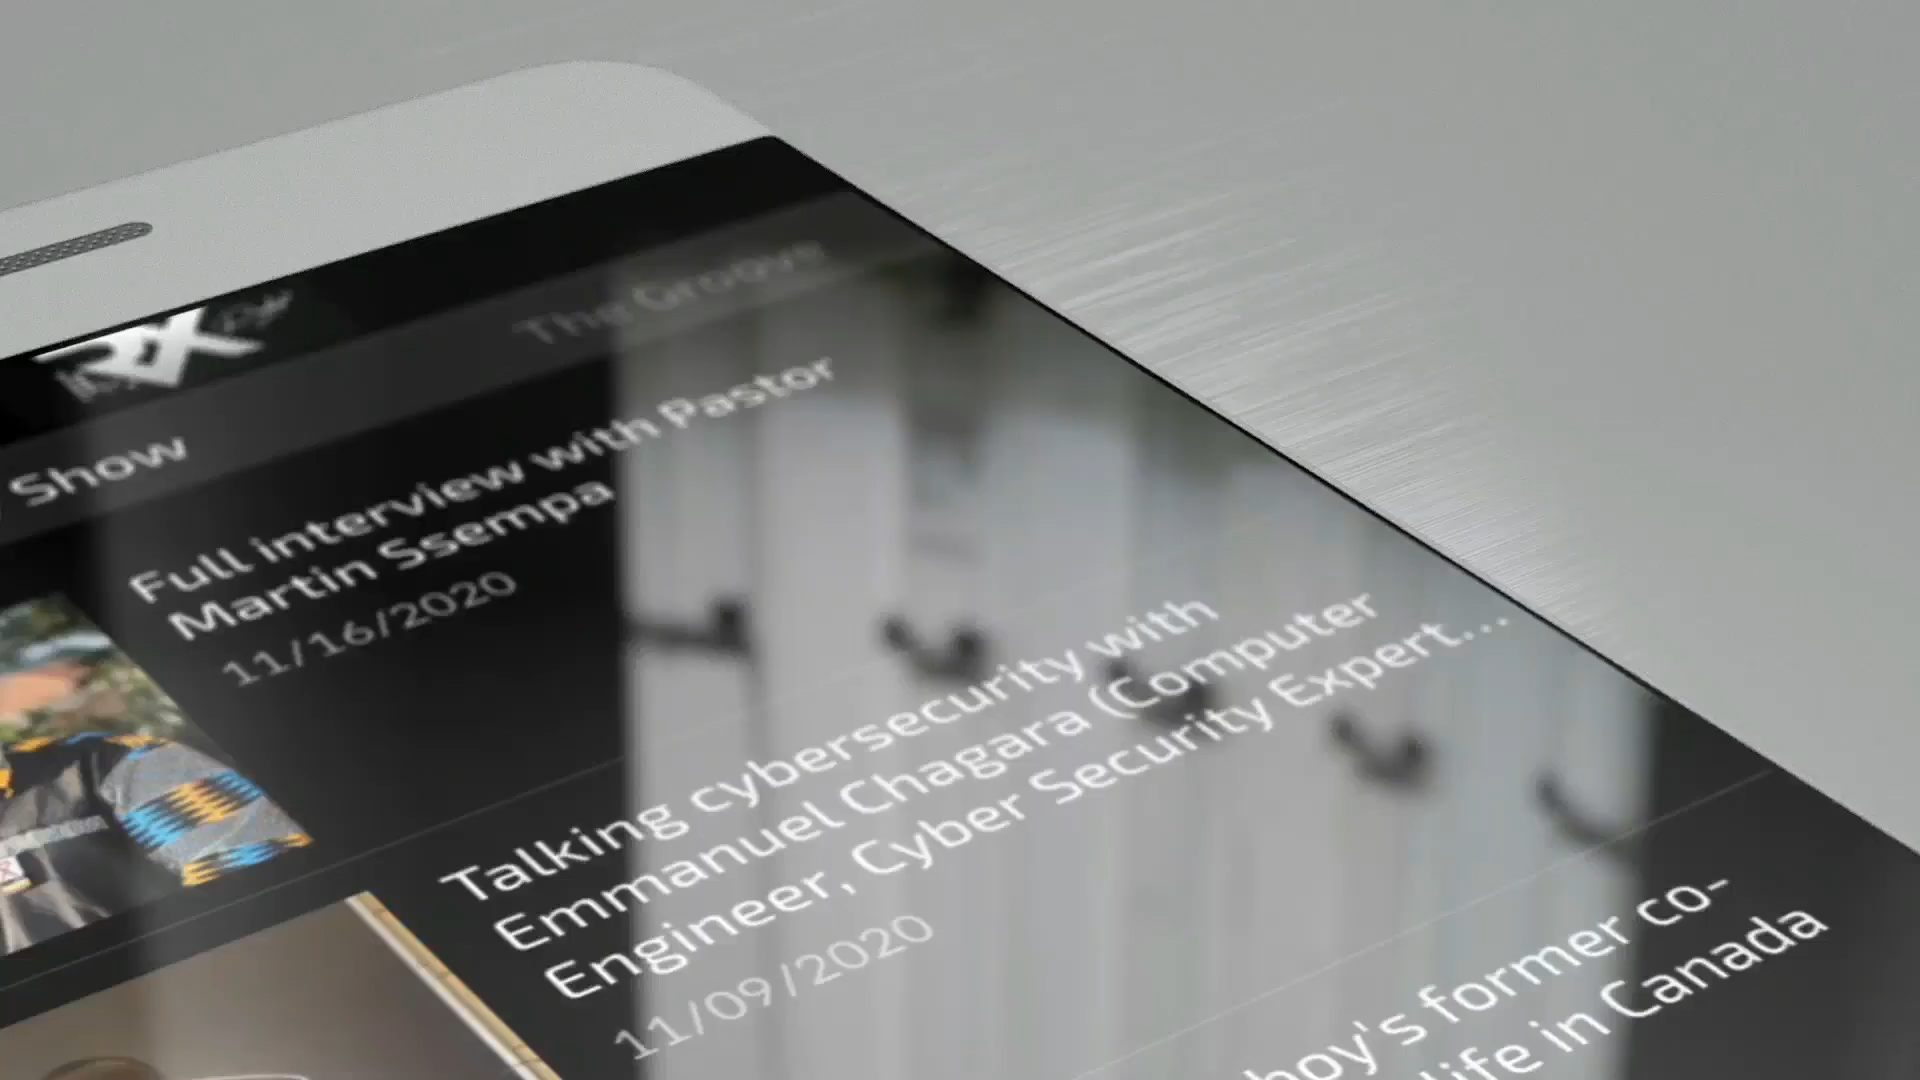 RX
Show
The Groove
Full interview with Pastor
Martin Ssempa
11/16/2020
Talking cybersecurity with
Emmanuel Chagara (Computer
Engineer, Cyber Security Expert...
11/09/2020
boy's former co-
life in Canada